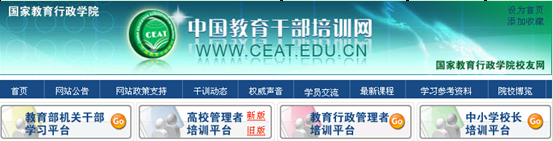 国家教育行政学院
设为首页
添加收藏
CEAT
中国教育干部培训网
WWW.CEAT.EDU.CN
国家教育行政学院校友网
首页 网站公告 网站政策支持 干训动态 权威声音 学员交流 最新课程 学习参考资料 院校博览
教育部机关干部
学习平台
Go
高校管理者 新版
培训平台 旧版
教育行政管理者
培训平台
Go
中小学校长
培训平台
Go